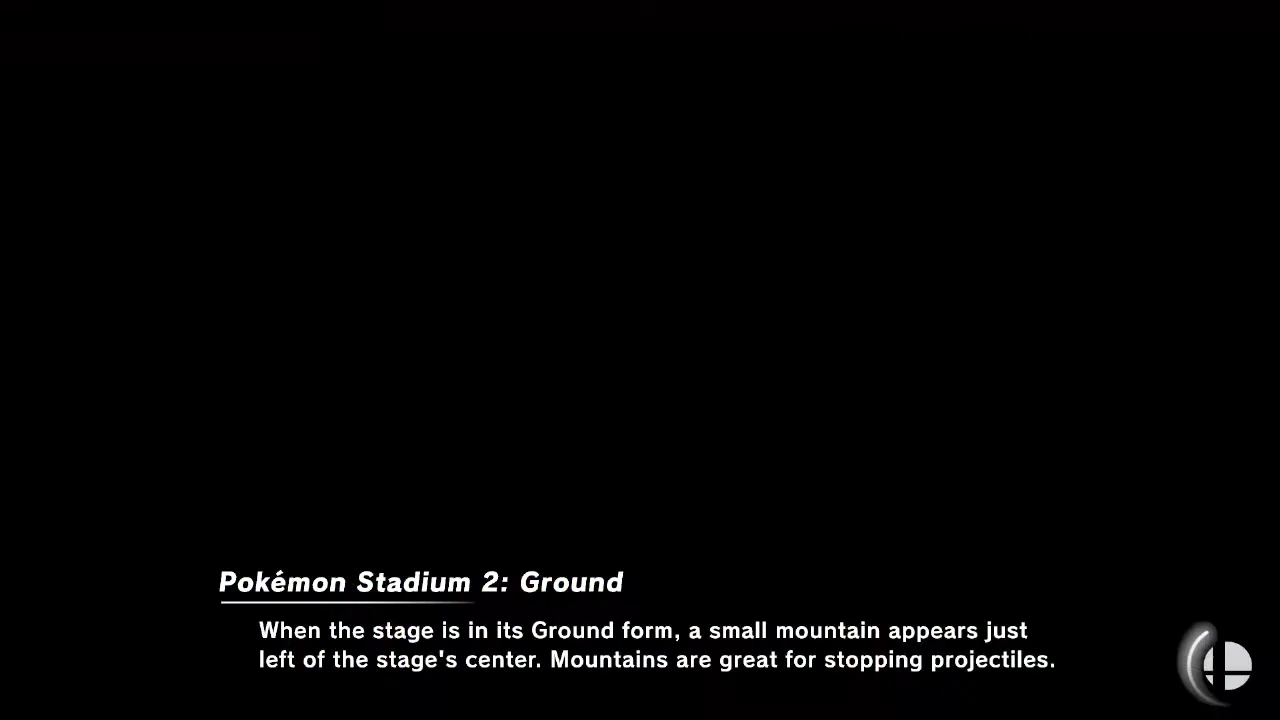 Pokémon Stadium 2: Ground
When the stage is in its Ground form, a small mountain appears just
left of the stage's center. Mountains are great for stopping projectiles.